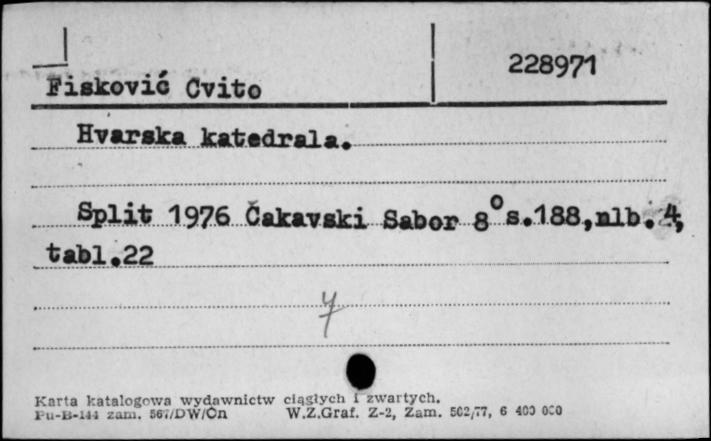 228971
Fisković Cvito
Hvarska katedrala.
Split 1976 Čakavski Sabor 8° s.188,nlb.4,
tabl.22
4
Karta katalogowa wydawnictw ciągłych i zwartych.
Pu-B-144 zam. 567/DW/Cn W.Z.Graf. Z-2, Zam. 502/77, 6 400 000